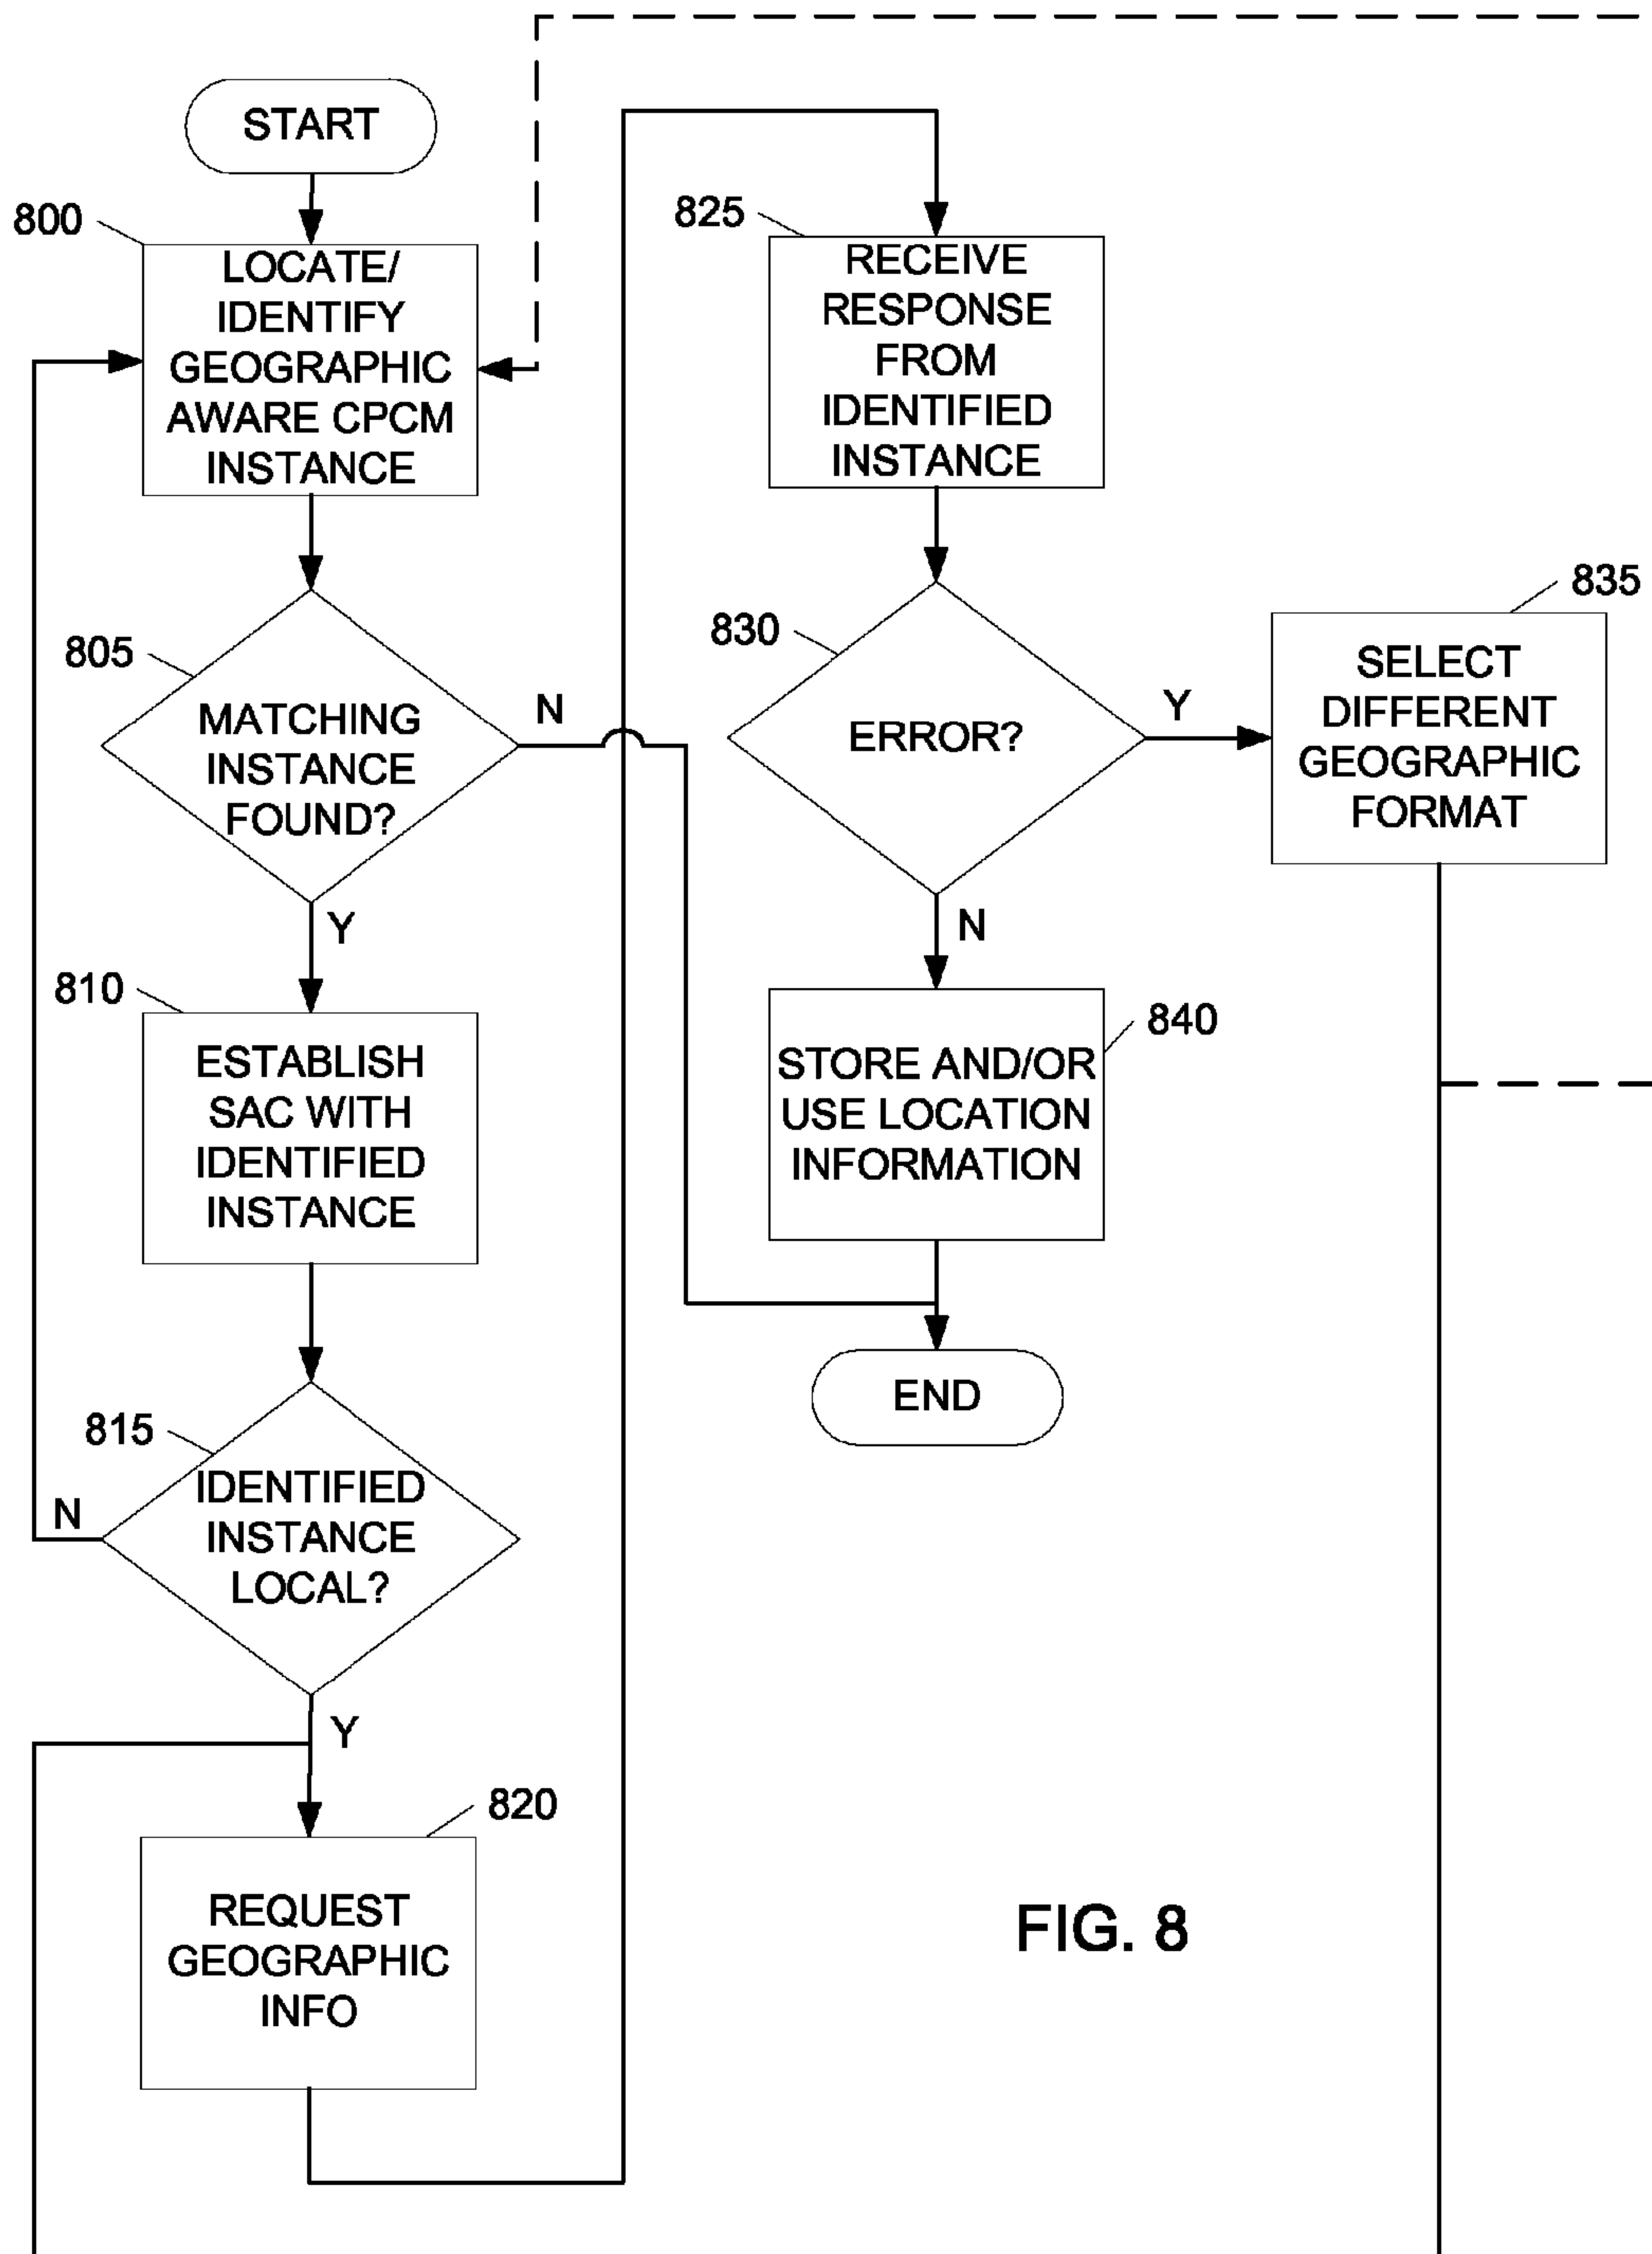 START
800
LOCATE/
IDENTIFY
GEOGRAPHIC
AWARE CPCM
INSTANCE
805
MATCHING
INSTANCE
FOUND?
N
Y
810
ESTABLISH
SAC WITH
IDENTIFIED
INSTANCE
815
IDENTIFIED
INSTANCE
LOCAL?
N
Y
820
REQUEST
GEOGRAPHIC
INFO
825
RECEIVE
RESPONSE
FROM
IDENTIFIED
INSTANCE
830
ERROR?
Y
N
835
SELECT
DIFFERENT
GEOGRAPHIC
FORMAT
840
STORE AND/OR
USE LOCATION
INFORMATION
END
FIG. 8